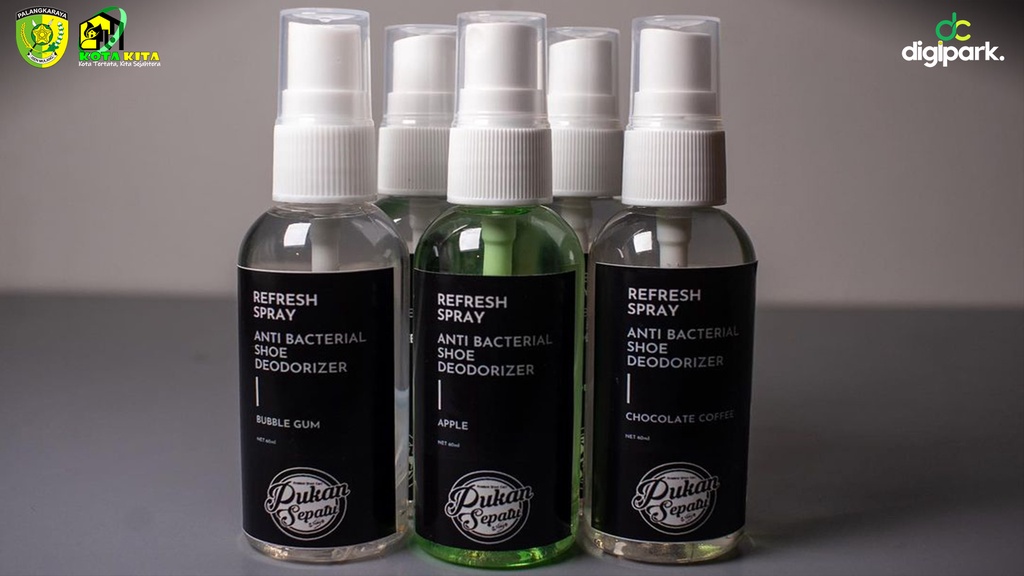 PALANGKARAYA
KOTA KITA
Kota Tertata, Kita Sejahtera
dc
digipark.
REFRESH
SPRAY
ANTI BACTERIAL
SHOE
DEODORIZER
BUBBLE GUM
NET 60ml
Pukan
Sepatu
REFRESH
SPRAY
ANTI BACTERIAL
SHOE
DEODORIZER
APPLE
NET 60ml
Pukan
Sepatu
REFRESH
SPRAY
ANTI BACTERIAL
SHOE
DEODORIZER
CHOCOLATE COFFEE
NET 60ml
Pukan
Sepatu